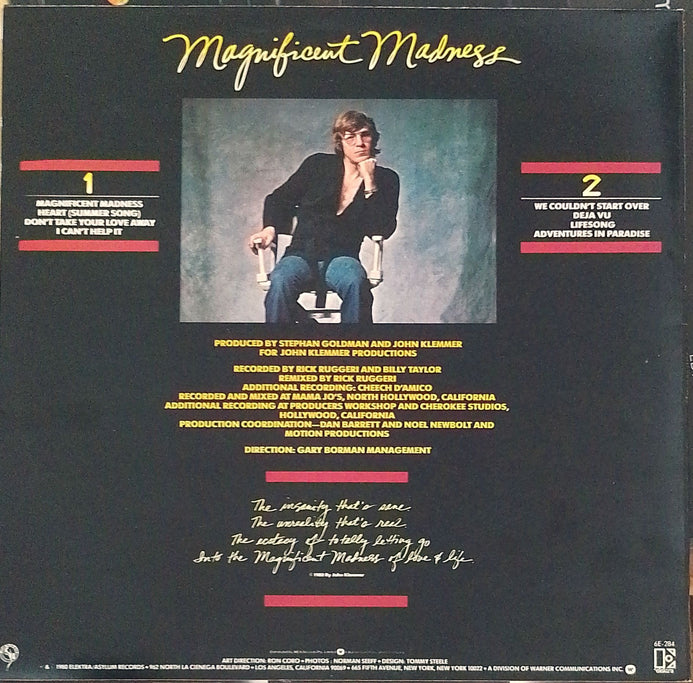 Magnificent Madness
1
MAGNIFICENT MADNESS
HEART (SUMMER SONG)
DON'T TAKE YOUR LOVE AWAY
I CAN'T HELP IT
2
WE COULDN'T START OVER
DEJA VU
LIFESONG
ADVENTURES IN PARADISE
PRODUCED BY STEPHAN GOLDMAN AND JOHN KLEMMER
FOR JOHN KLEMMER PRODUCTIONS
RECORDED BY RICK RUGGERI AND BILLY TAYLOR
REMIXED BY RICK RUGGERI
ADDITIONAL RECORDING: CHEECH D'AMICO
RECORDED AND MIXED AT MAMA JO'S, NORTH HOLLYWOOD, CALIFORNIA
ADDITIONAL RECORDING AT PRODUCERS WORKSHOP AND CHEROKEE STUDIOS,
HOLLYWOOD, CALIFORNIA
PRODUCTION COORDINATION—DAN BARRETT AND NOEL NEWBOLT AND
MOTION PRODUCTIONS
DIRECTION: GARY BORMAN MANAGEMENT
The insanity that's sane
The unreality that's real
The ecstacy of totally letting go
Into the Magnificent Madness of love & life
© 1980 By John Klemmer
6E-284
ART DIRECTION: RON CORO • PHOTOS: NORMAN SEEFF • DESIGN: TOMMY STEELE
1980 ELEKTRA/ASYLUM RECORDS • 962 NORTH LA CIENEGA BOULEVARD • LOS ANGELES, CALIFORNIA 90069 • 665 FIFTH AVENUE, NEW YORK, NEW YORK 10022 • A DIVISION OF WARNER COMMUNICATIONS INC.